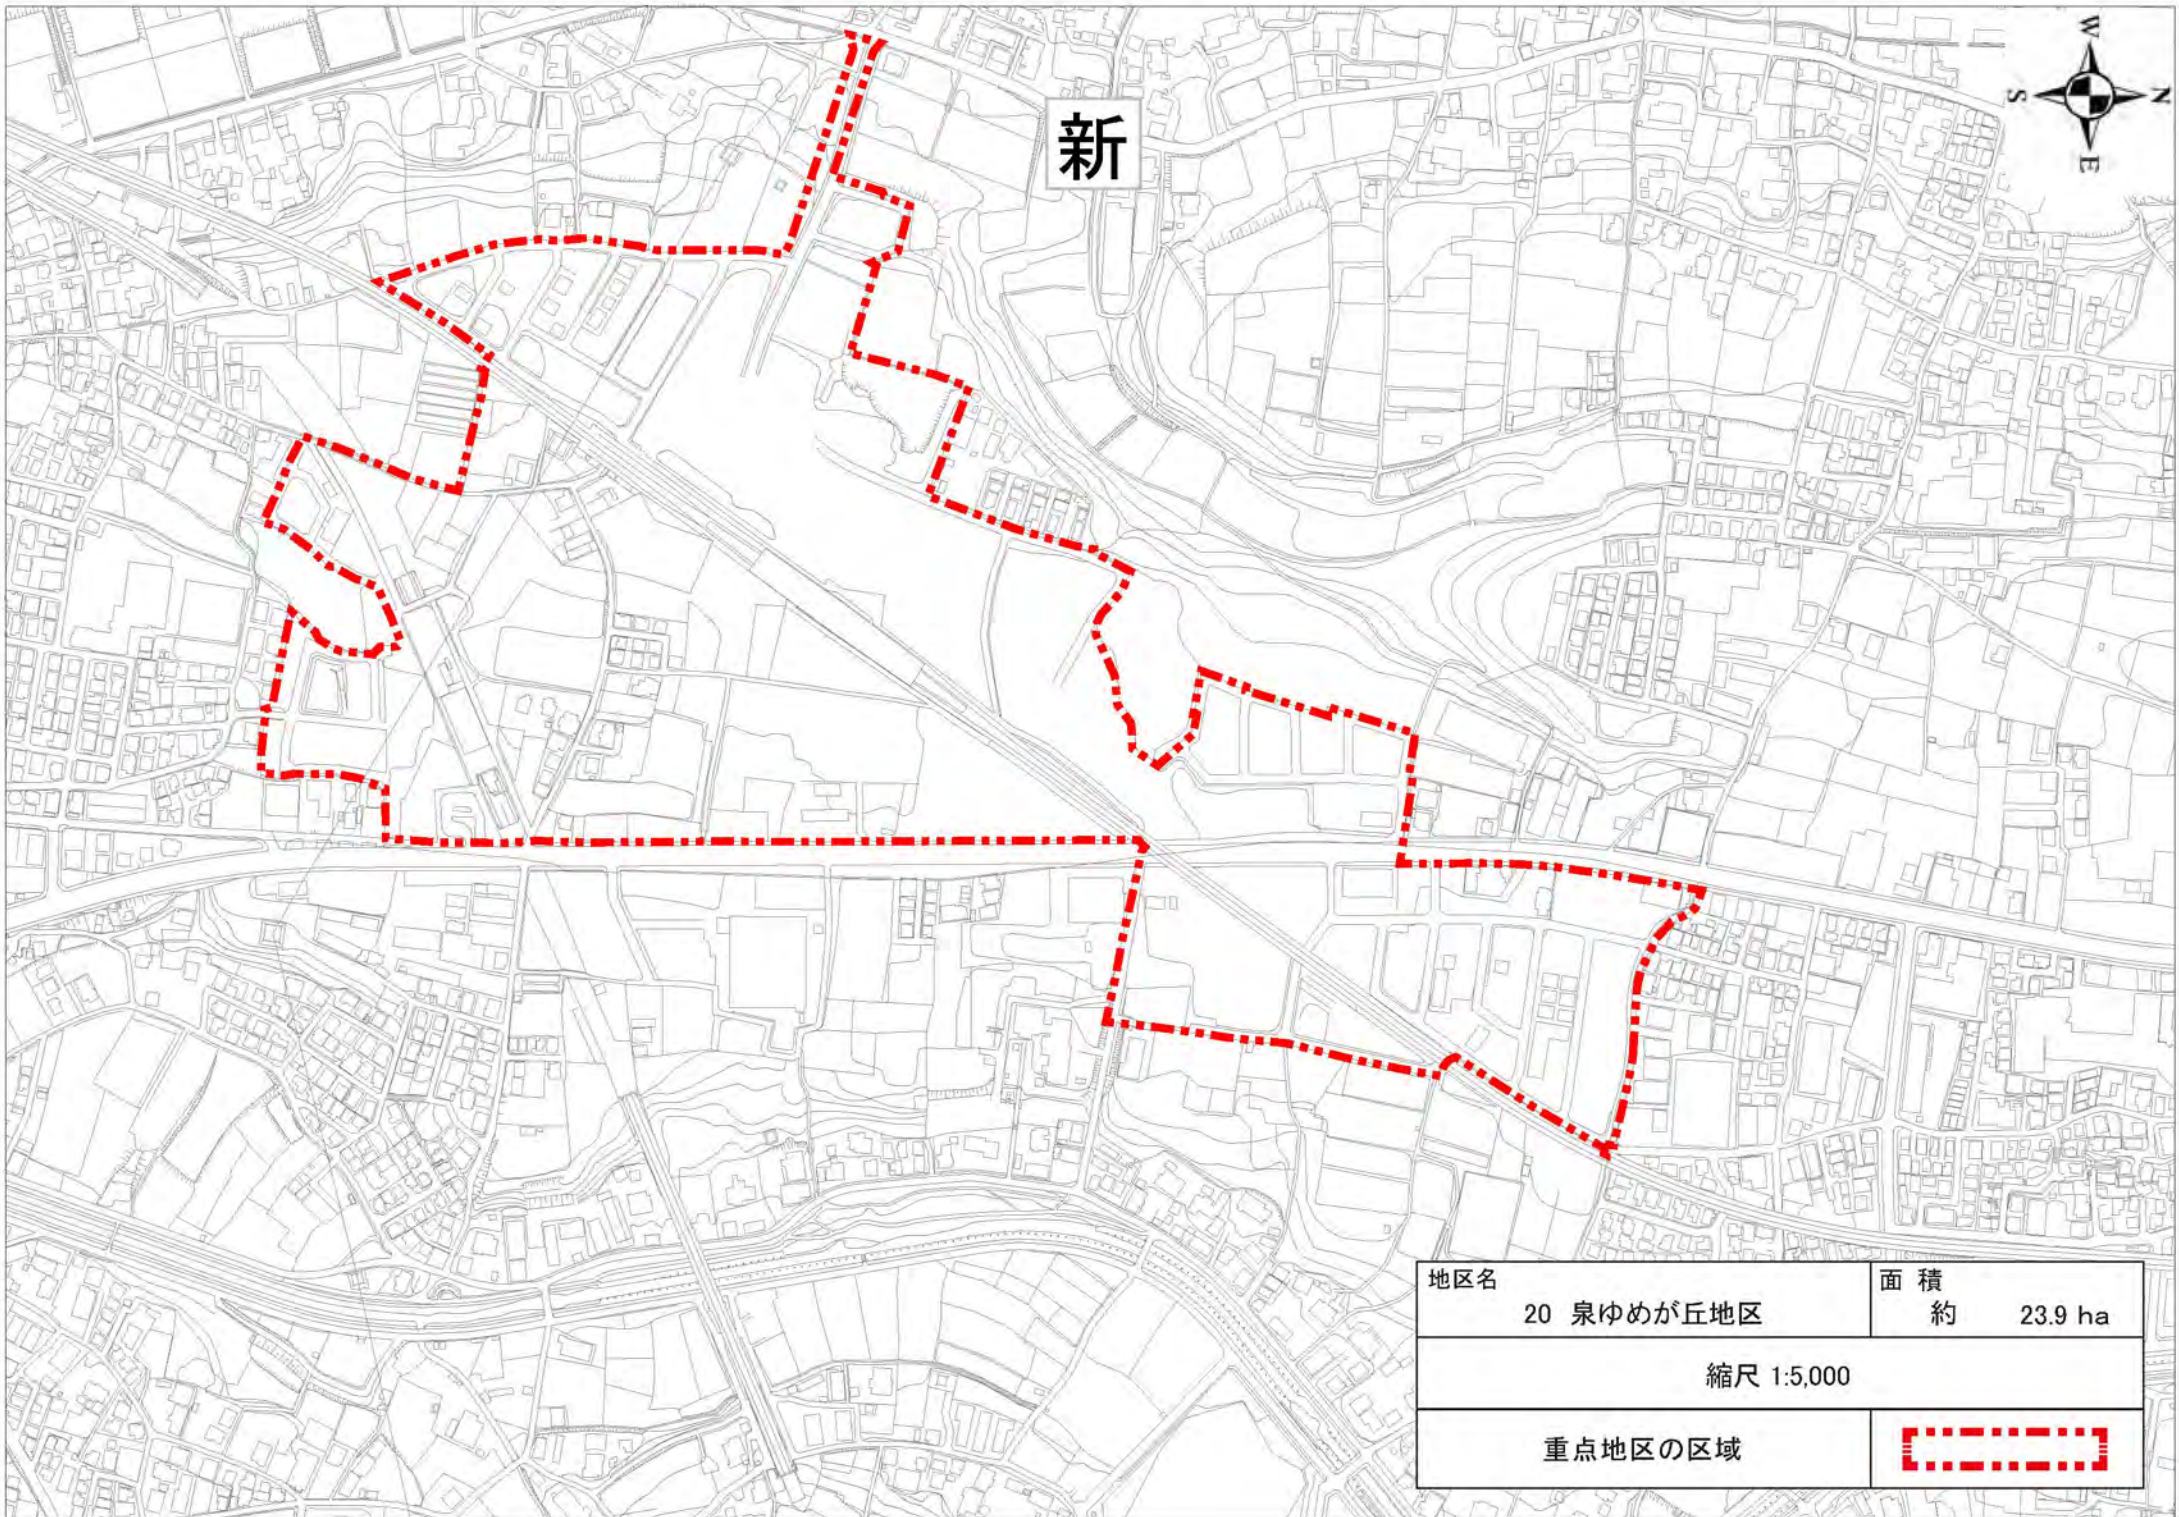 W
S
N
E
新
地区名
20 泉ゆめが丘地区
面 積
約 23.9 ha
縮尺 1:5,000
重点地区の区域